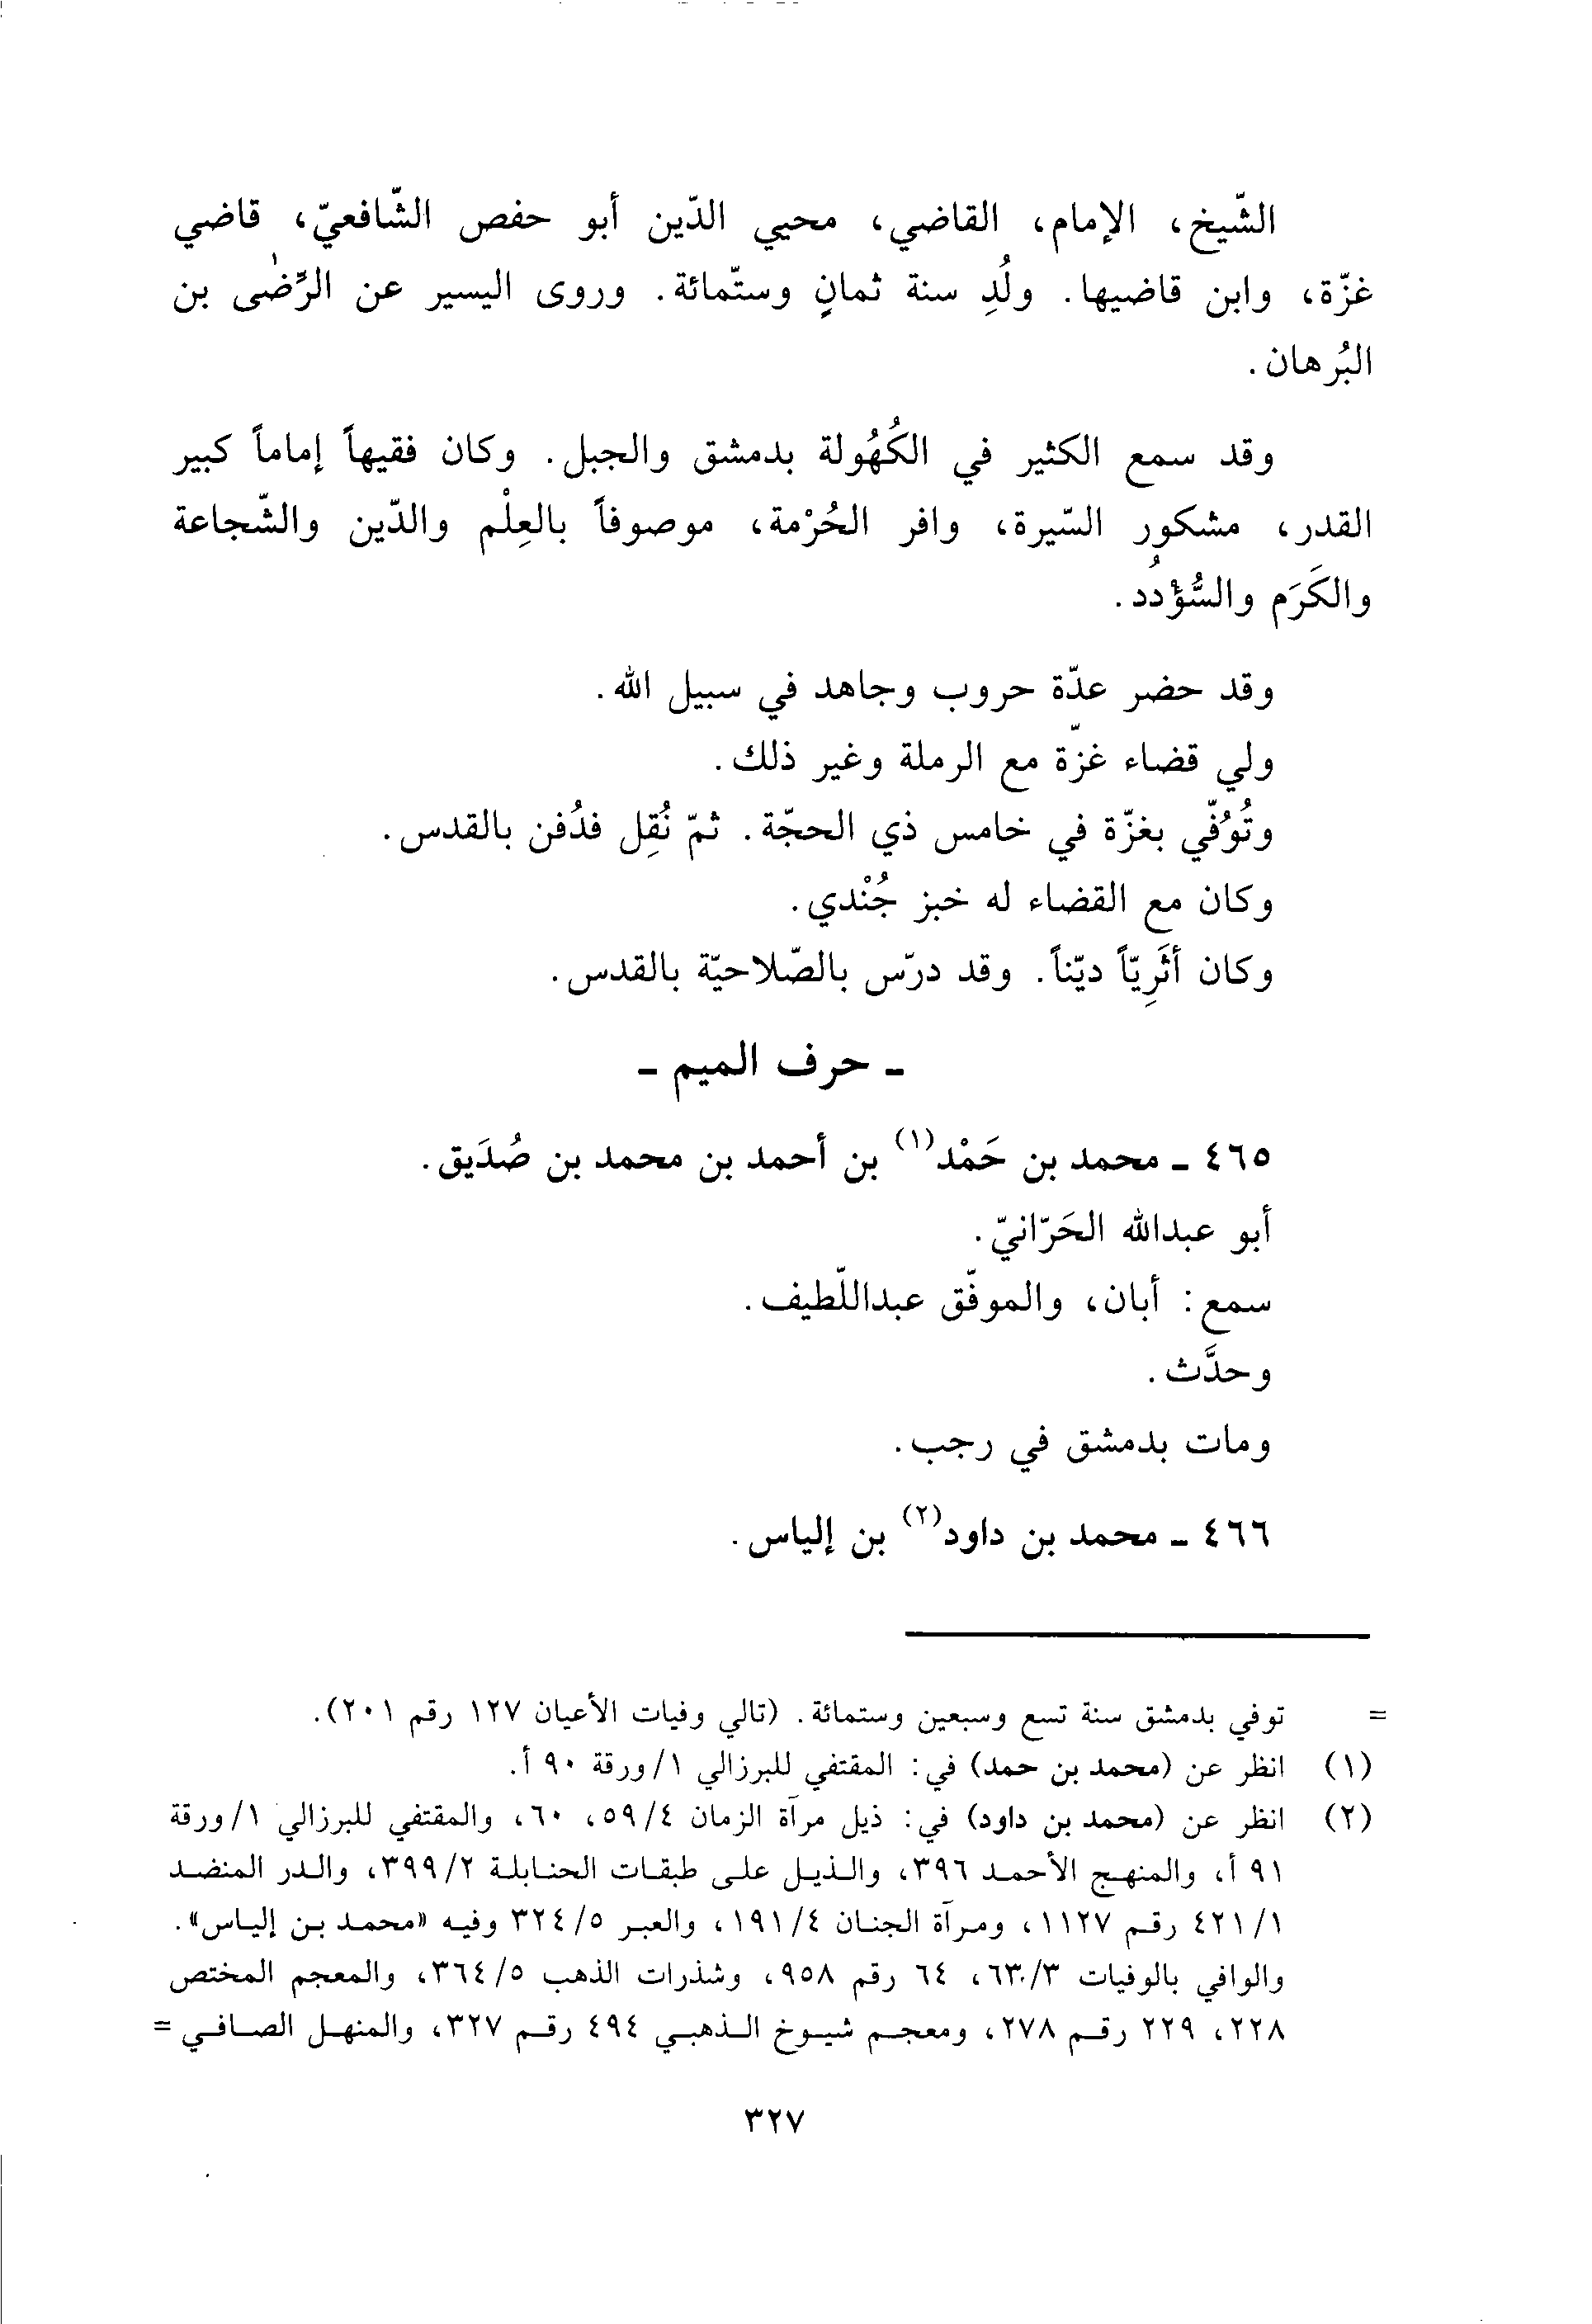 الشّيخ، الإمام، القاضي، محيي الدّين أبو حفص الشّافعيّ، قاضي
غزّة، وابن قاضيها. ولُدِ سنة ثمانٍ وستّمائة. وروى اليسير عن الرِّضٰى بن
البُرهان.
وقد سمع الكثير في الكُهُولة بدمشق والجبل. وكان فقيهاً إماماً كبير
القدر، مشكور السّيرة، وافر الحُرْمة، موصوفاً بالعِلْم والدّين والشّجاعة
والكَرَم والسُّؤدُد.
وقد حضر عدّة حروب وجاهد في سبيل الله.
ولي قضاء غزّة مع الرملة وغير ذلك.
وتُوُفّي بغزّة في خامس ذي الحجّة. ثمّ نُقِل فدُفن بالقدس.
وكان مع القضاء له خبز جُنْدي.
وكان أثَرِيّاً ديّناً. وقد درّس بالصّلاحيّة بالقدس.
ـ حرف الميم ـ
٤٦٥ ـ محمد بن حَمْد(١) بن أحمد بن محمد بن صُدَيق.
أبو عبدالله الحَرّانيّ.
سمع: أبان، والموفّق عبداللّطيف.
وحدَّث.
ومات بدمشق في رجب.
٤٦٦ ـ محمد بن داود(٢) بن إلياس.
= توفي بدمشق سنة تسع وسبعين وستمائة. (تالي وفيات الأعيان ١٢٧ رقم ٢٠١).
(١) انظر عن (محمد بن حمد) في: المقتفي للبرزالي ١/ورقة ٩٠ أ.
(٢) انظر عن (محمد بن داود) في: ذيل مرآة الزمان ٥٩/٤، ٦٠، والمقتفي للبرزالي ١/ورقة
٩١ أ، والمنهج الأحمد ٣٩٦، والذيل على طبقات الحنابلة ٣٩٩/٢، والدر المنضد
٤٢١/١ رقم ١١٢٧، ومرآة الجنان ١٩١/٤، والعبر ٣٢٤/٥ وفيه «محمد بن إلياس».
والوافي بالوفيات ٦٣/٣، ٦٤ رقم ٩٥٨، وشذرات الذهب ٣٦٤/٥، والمعجم المختص
٢٢٨، ٢٢٩ رقم ٢٧٨، ومعجم شيوخ الذهبي ٤٩٤ رقم ٣٢٧، والمنهل الصافي =
٣٢٧